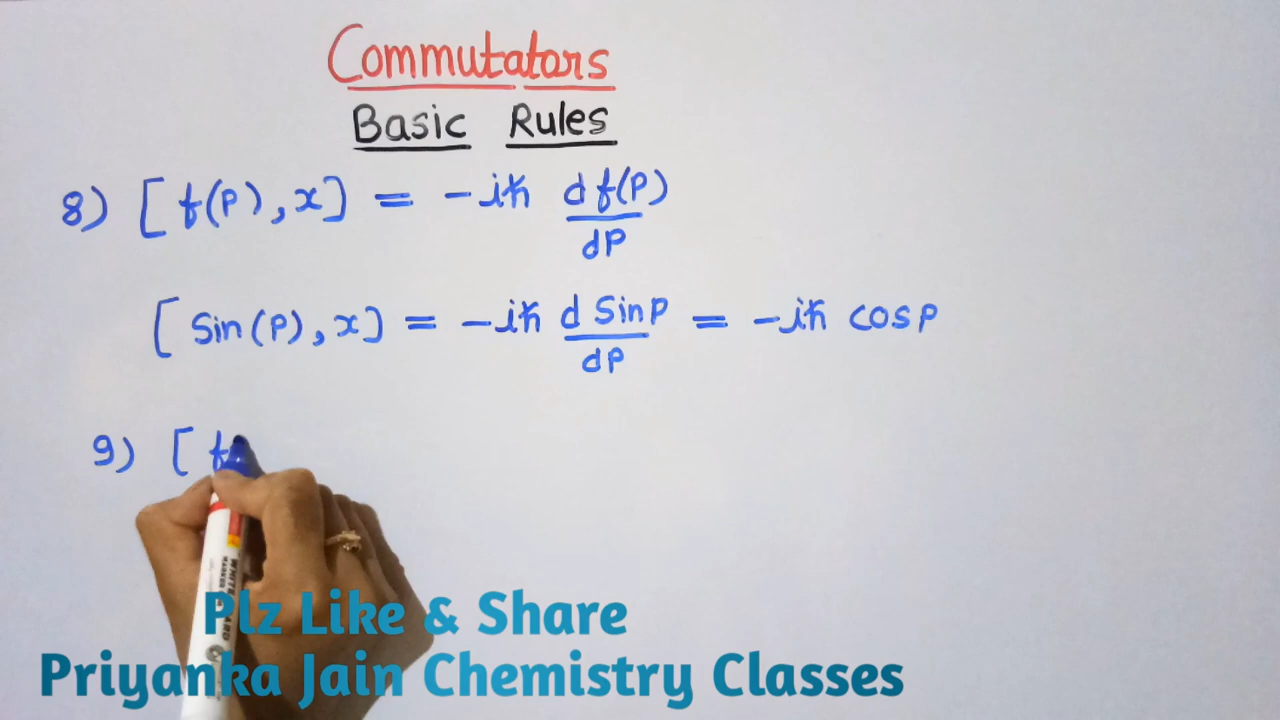 Commutators
Basic Rules
8) [f(P), x] = -iℏ df(P)/dP
[Sin(P), x] = -iℏ d SinP/dP = -iℏ cosP
9) [f
Plz Like & Share
Priyanka Jain Chemistry Classes